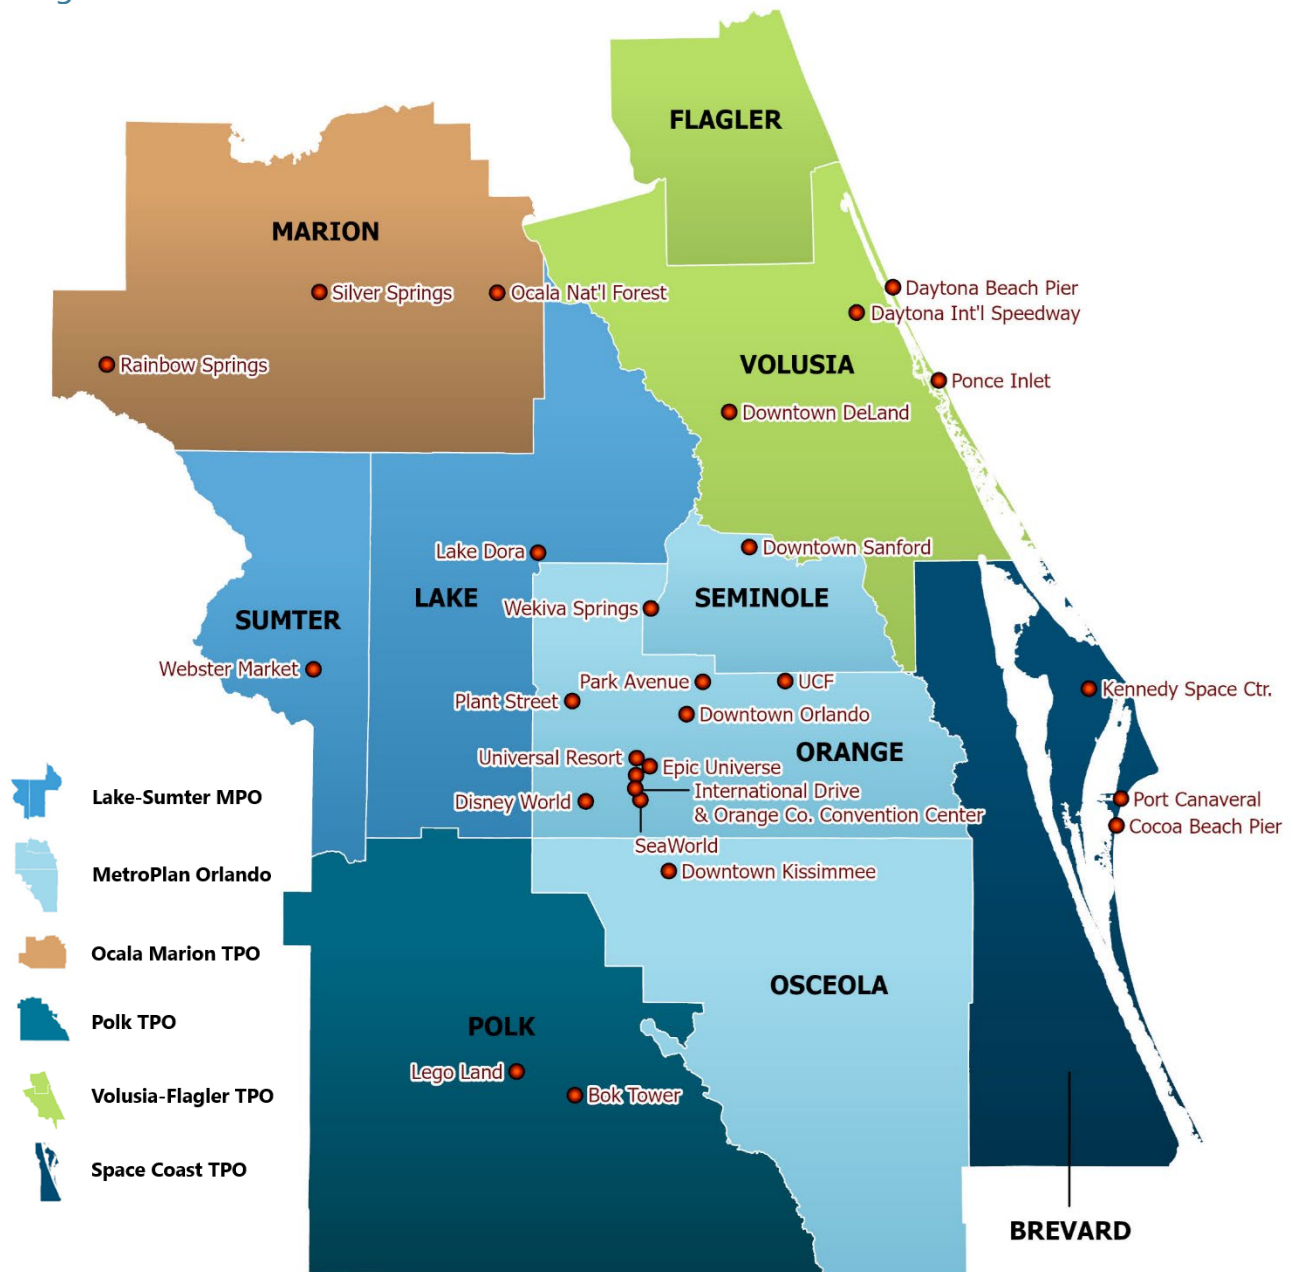 FLAGLER
MARION
Silver Springs
Ocala Nat'l Forest
Daytona Beach Pier
Daytona Int'l Speedway
Rainbow Springs
VOLUSIA
Ponce Inlet
Downtown DeLand
Lake Dora
Downtown Sanford
LAKE
SEMINOLE
Wekiva Springs
SUMTER
Webster Market
Park Avenue
UCF
Kennedy Space Ctr.
Plant Street
Downtown Orlando
ORANGE
Universal Resort
Epic Universe
International Drive
& Orange Co. Convention Center
Disney World
Port Canaveral
Cocoa Beach Pier
SeaWorld
Downtown Kissimmee
OSCEOLA
POLK
Lego Land
Bok Tower
BREVARD
Lake-Sumter MPO
MetroPlan Orlando
Ocala Marion TPO
Polk TPO
Volusia-Flagler TPO
Space Coast TPO